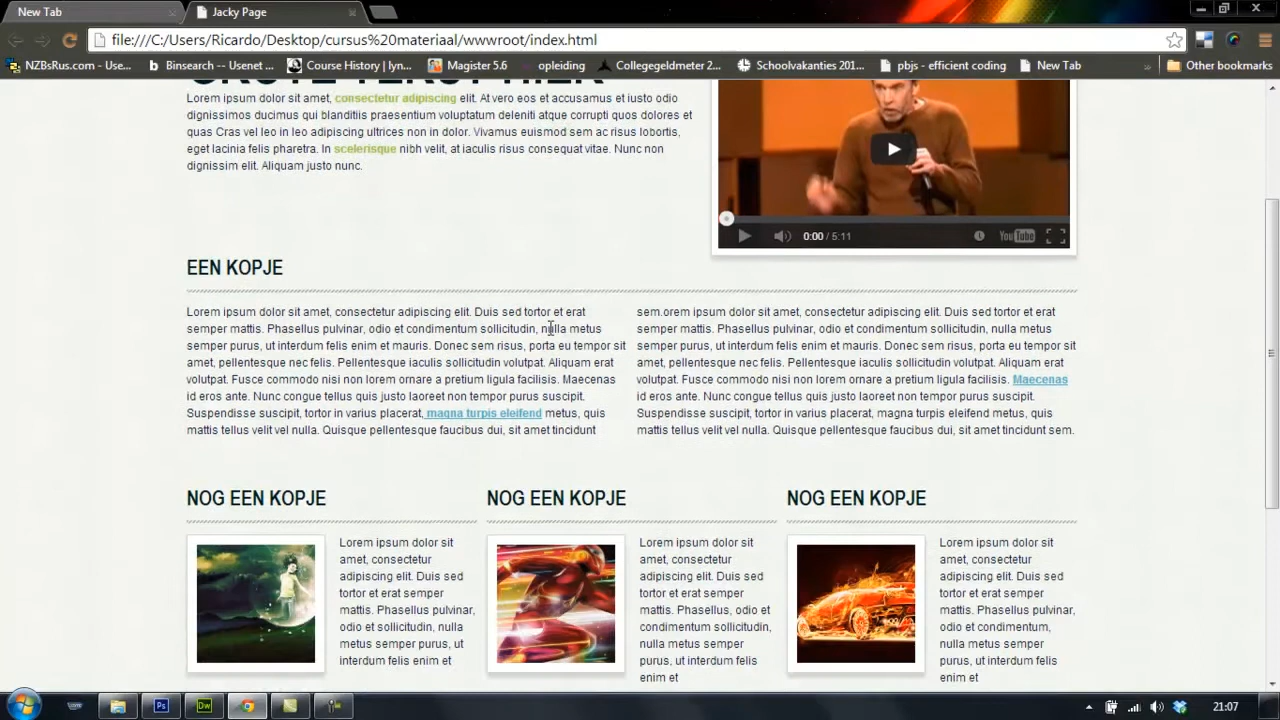 New Tab
Jacky Page
file:///C:/Users/Ricardo/Desktop/cursus%20materiaal/wwwroot/index.html
NZBsRus.com - Use...
Binsearch -- Usenet ...
Course History | lyn...
Magister 5.6
opleiding
Collegegeldmeter 2...
Schoolvakanties 201...
pbjs - efficient coding
New Tab
»
Other bookmarks
GROTE TEKST HIER
Lorem ipsum dolor sit amet, consectetur adipiscing elit. At vero eos et accusamus et iusto odio
dignissimos ducimus qui blanditiis praesentium voluptatum deleniti atque corrupti quos dolores et
quas Cras vel leo in leo adipiscing ultrices non in dolor. Vivamus euismod sem ac risus lobortis,
eget lacinia felis pharetra. In scelerisque nibh velit, at iaculis risus consequat vitae. Nunc non
dignissim elit. Aliquam justo nunc.
0:00 / 5:11
YouTube
EEN KOPJE
Lorem ipsum dolor sit amet, consectetur adipiscing elit. Duis sed tortor et erat
semper mattis. Phasellus pulvinar, odio et condimentum sollicitudin, nulla metus
semper purus, ut interdum felis enim et mauris. Donec sem risus, porta eu tempor sit
amet, pellentesque nec felis. Pellentesque iaculis sollicitudin volutpat. Aliquam erat
volutpat. Fusce commodo nisi non lorem ornare a pretium ligula facilisis. Maecenas
id eros ante. Nunc congue tellus quis justo laoreet non tempor purus suscipit.
Suspendisse suscipit, tortor in varius placerat, magna turpis eleifend metus, quis
mattis tellus velit vel nulla. Quisque pellentesque faucibus dui, sit amet tincidunt
sem.orem ipsum dolor sit amet, consectetur adipiscing elit. Duis sed tortor et erat
semper mattis. Phasellus pulvinar, odio et condimentum sollicitudin, nulla metus
semper purus, ut interdum felis enim et mauris. Donec sem risus, porta eu tempor sit
amet, pellentesque nec felis. Pellentesque iaculis sollicitudin volutpat. Aliquam erat
volutpat. Fusce commodo nisi non lorem ornare a pretium ligula facilisis. Maecenas
id eros ante. Nunc congue tellus quis justo laoreet non tempor purus suscipit.
Suspendisse suscipit, tortor in varius placerat, magna turpis eleifend metus, quis
mattis tellus velit vel nulla. Quisque pellentesque faucibus dui, sit amet tincidunt sem.
NOG EEN KOPJE
Lorem ipsum dolor sit
amet, consectetur
adipiscing elit. Duis sed
tortor et erat semper
mattis. Phasellus pulvinar,
odio et sollicitudin, nulla
metus semper purus, ut
interdum felis enim et
NOG EEN KOPJE
Lorem ipsum dolor sit
amet, consectetur
adipiscing elit. Duis sed
tortor et erat semper
mattis. Phasellus, odio et
condimentum sollicitudin,
nulla metus semper
purus, ut interdum felis
enim et
NOG EEN KOPJE
Lorem ipsum dolor sit
amet, consectetur
adipiscing elit. Duis sed
tortor et erat semper
mattis. Phasellus pulvinar,
odio et condimentum,
nulla metus semper
purus, ut interdum felis
enim et
Ps
Dw
21:07